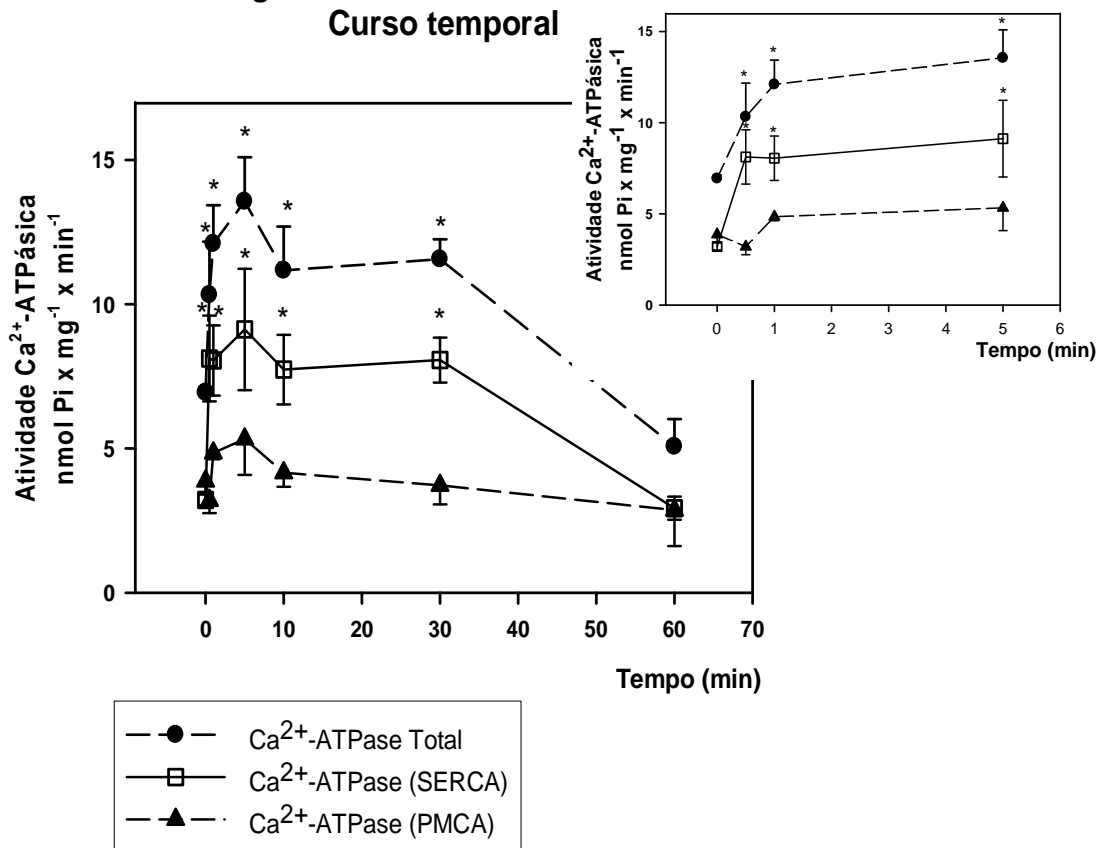 Curso temporal
Atividade Ca2+-ATPásica
nmol Pi x mg-1 x min-1
15
10
5
0
0
10
20
30
40
50
60
70
Tempo (min)
* * * * * * * * * *
Atividade Ca2+-ATPásica
nmol Pi x mg-1 x min-1
15
10
5
0
0
1
2
3
4
5
6
Tempo (min)
* * * * * *
Ca2+-ATPase Total
Ca2+-ATPase (SERCA)
Ca2+-ATPase (PMCA)